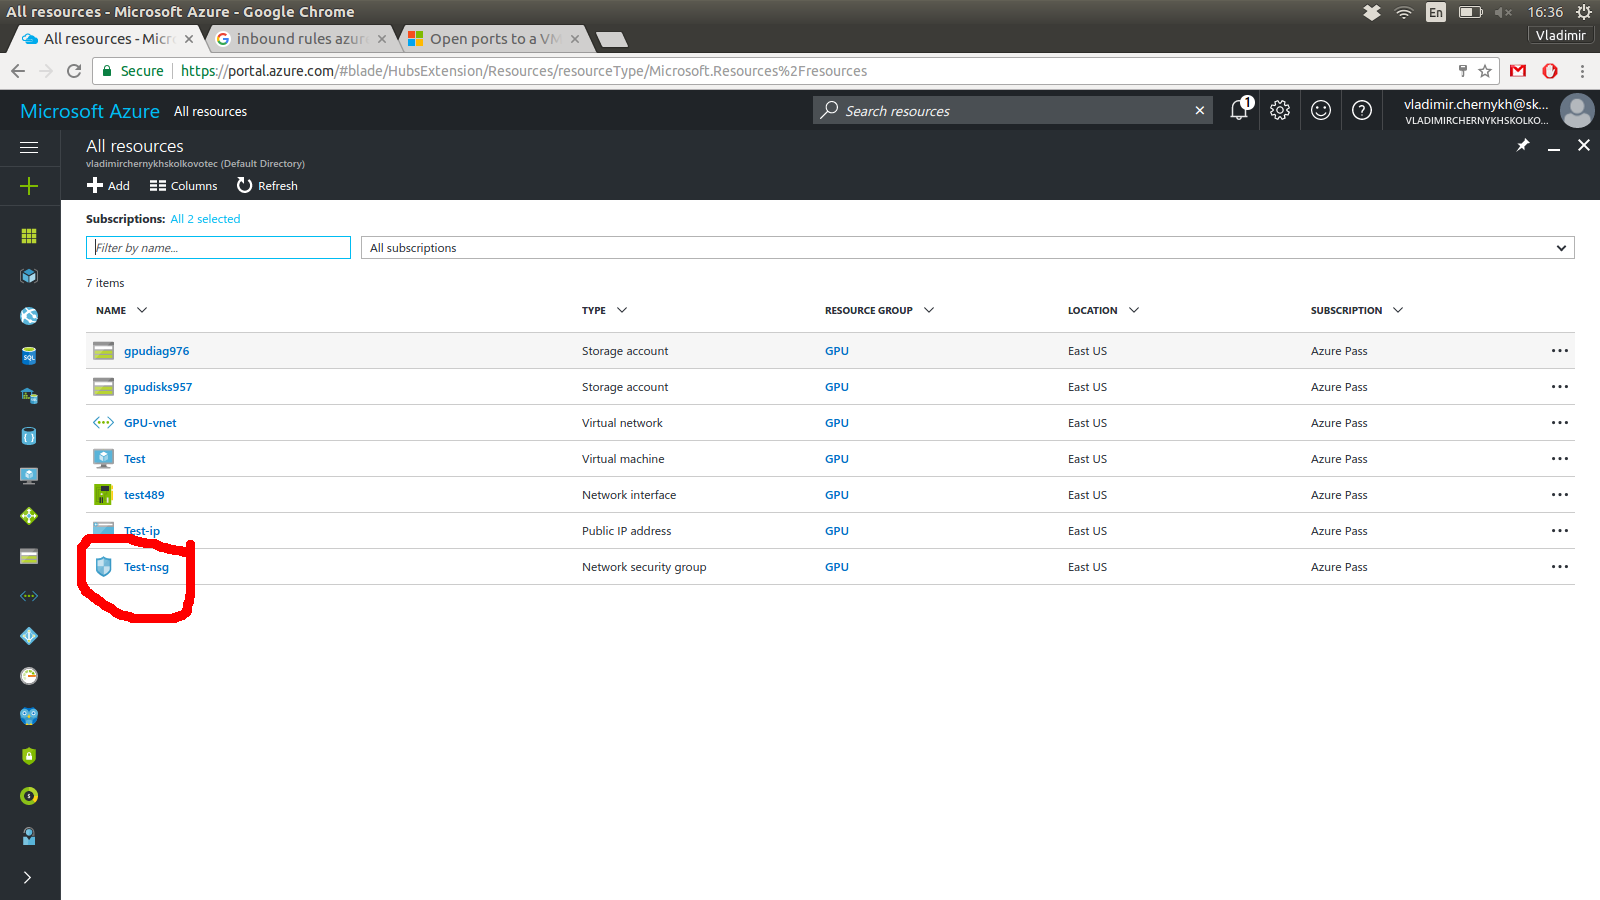 All resources - Microsoft Azure - Google Chrome
En
16:36
All resources - Micr
inbound rules azur
Open ports to a VM
Vladimir
Secure
https://portal.azure.com/#blade/HubsExtension/Resources/resourceType/Microsoft.Resources%2Fresources
Microsoft Azure
All resources
Search resources
1
vladimir.chernykh@sk...
VLADIMIRCHERNYKHSKOLKO...
All resources
vladimirchernykhskolkovotec (Default Directory)
Add
Columns
Refresh
Subscriptions: All 2 selected
Filter by name...
All subscriptions
7 items
NAME TYPE RESOURCE GROUP LOCATION SUBSCRIPTION
gpudiag976 Storage account GPU East US Azure Pass
gpudisks957 Storage account GPU East US Azure Pass
GPU-vnet Virtual network GPU East US Azure Pass
Test Virtual machine GPU East US Azure Pass
test489 Network interface GPU East US Azure Pass
Test-ip Public IP address GPU East US Azure Pass
Test-nsg Network security group GPU East US Azure Pass
SQL